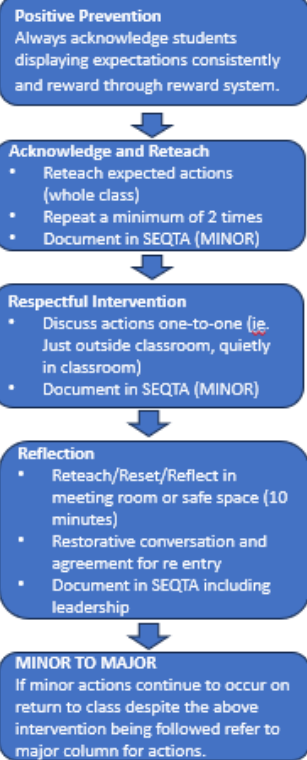 Positive Prevention
Always acknowledge students
displaying expectations consistently
and reward through reward system.
Acknowledge and Reteach
• Reteach expected actions
(whole class)
• Repeat a minimum of 2 times
• Document in SEQTA (MINOR)
Respectful Intervention
• Discuss actions one-to-one (ie.
Just outside classroom, quietly
in classroom)
• Document in SEQTA (MINOR)
Reflection
• Reteach/Reset/Reflect in
meeting room or safe space (10
minutes)
• Restorative conversation and
agreement for re entry
• Document in SEQTA including
leadership
MINOR TO MAJOR
If minor actions continue to occur on
return to class despite the above
intervention being followed refer to
major column for actions.